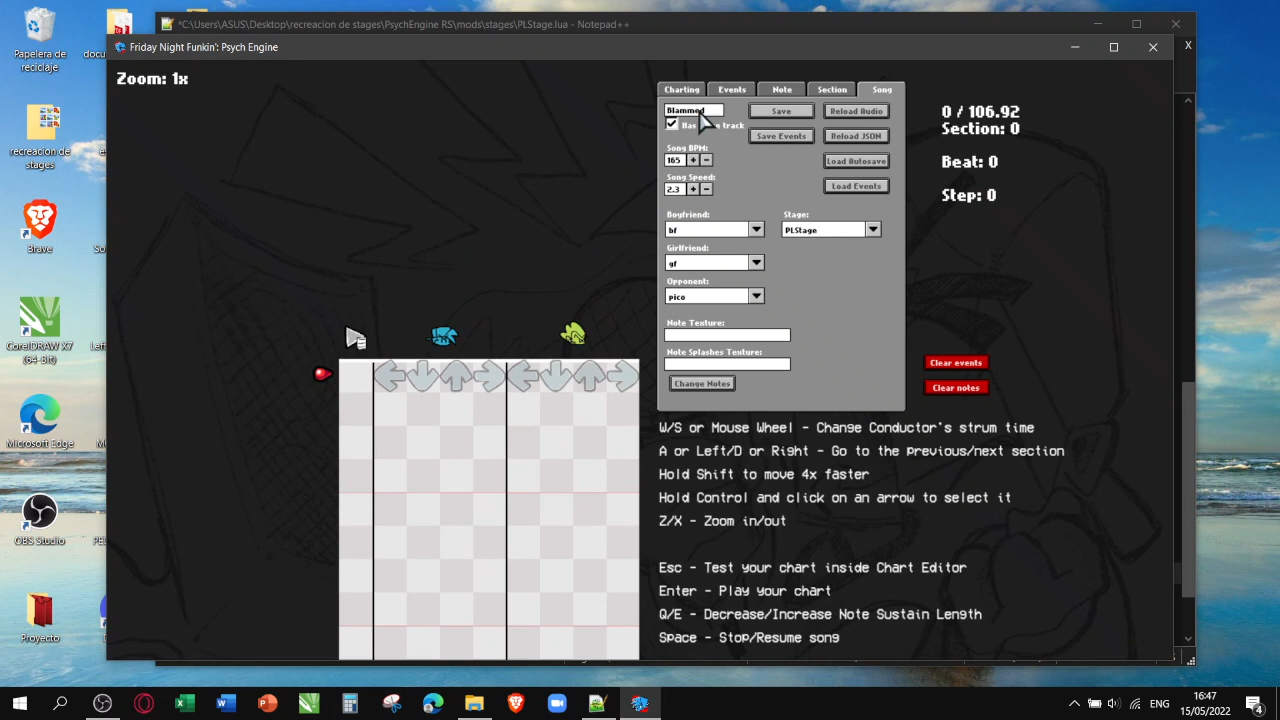 *C:\Users\ASUS\Desktop\recreacion de stages\PsychEngine RS\mods\stages\PLStage.lua - Notepad++
Friday Night Funkin': Psych Engine
X
Papelera de reciclaje
docu
recreacion de stages
Brave
CorelDRAW X7 (64-Bit)
Microsoft Edge
OBS Studio
Proyecto
Zoom: 1x
Charting
Events
Note
Section
Song
Blammed
Save
Reload Audio
Has
track
Save Events
Reload JSON
Song BPM:
165 + -
Load Autosave
Song Speed:
2.3 + -
Load Events
Boyfriend:
Stage:
bf
PLStage
Girlfriend:
gf
Opponent:
pico
Note Texture:
Note Splashes Texture:
Change Notes
0 / 106.92
Section: 0
Beat: 0
Step: 0
Clear events
Clear notes
W/S or Mouse Wheel - Change Conductor's strum time
A or Left/D or Right - Go to the previous/next section
Hold Shift to move 4x faster
Hold Control and click on an arrow to select it
Z/X - Zoom in/out
Esc - Test your chart inside Chart Editor
Enter - Play your chart
Q/E - Decrease/Increase Note Sustain Length
Space - Stop/Resume song
ENG
16:47
15/05/2022
4